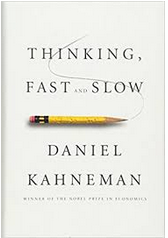 THINKING,
FAST AND SLOW
DANIEL
KAHNEMAN
WINNER OF THE NOBEL PRIZE IN ECONOMICS